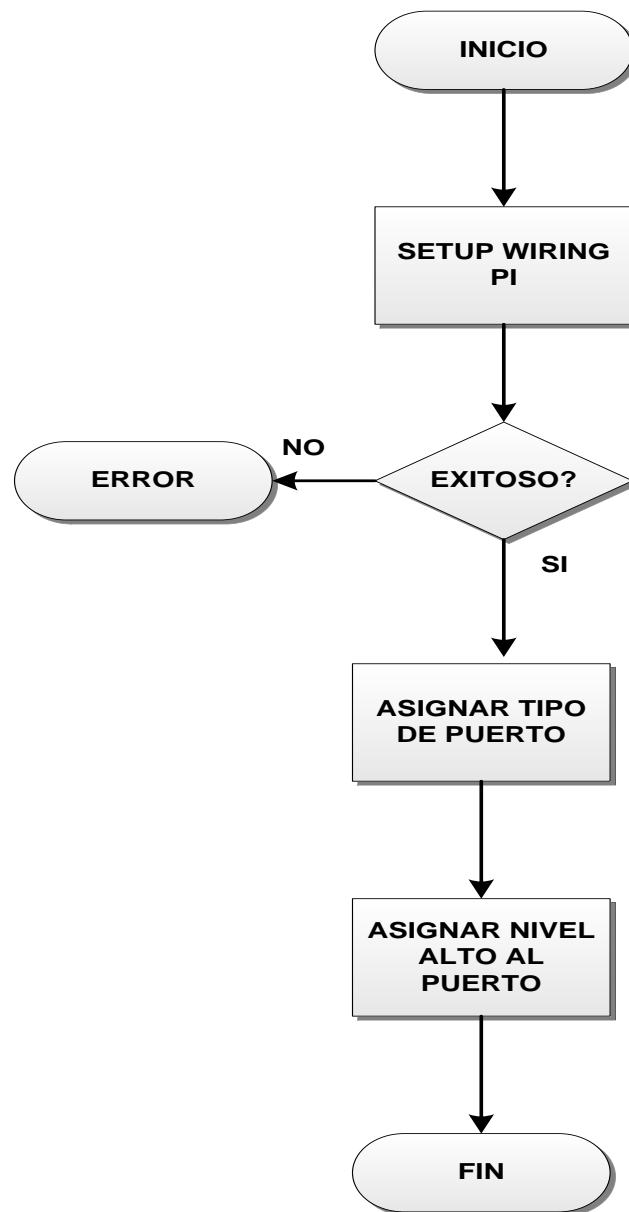 INICIO
SETUP WIRING
PI
NO
ERROR
EXITOSO?
SI
ASIGNAR TIPO
DE PUERTO
ASIGNAR NIVEL
ALTO AL
PUERTO
FIN